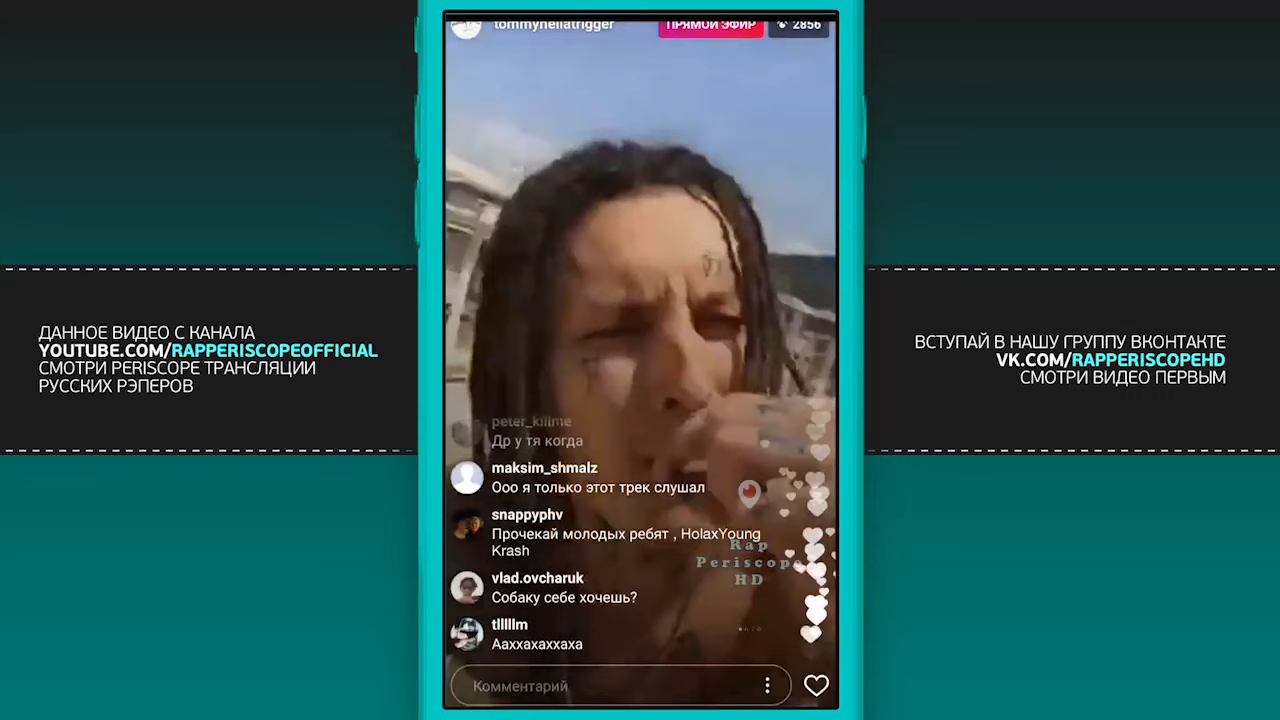 tommyhellatrigger
ПРЯМОЙ ЭФИР
2856
ДАННОЕ ВИДЕО С КАНАЛА
YOUTUBE.COM/RAPPERISCOPEOFFICIAL
СМОТРИ PERISCOPE ТРАНСЛЯЦИИ
РУССКИХ РЭПЕРОВ
ВСТУПАЙ В НАШУ ГРУППУ ВКОНТАКТЕ
VK.COM/RAPPERISCOPEHD
СМОТРИ ВИДЕО ПЕРВЫМ
peter_killme
Др у тя когда
maksim_shmalz
Ооо я только этот трек слушал
snappyphv
Прочекай молодых ребят , HolaxYoung
Krash
Rap
Periscope
HD
vlad.ovcharuk
Собаку себе хочешь?
tlllllm
Ааххахаххаха
Комментарий